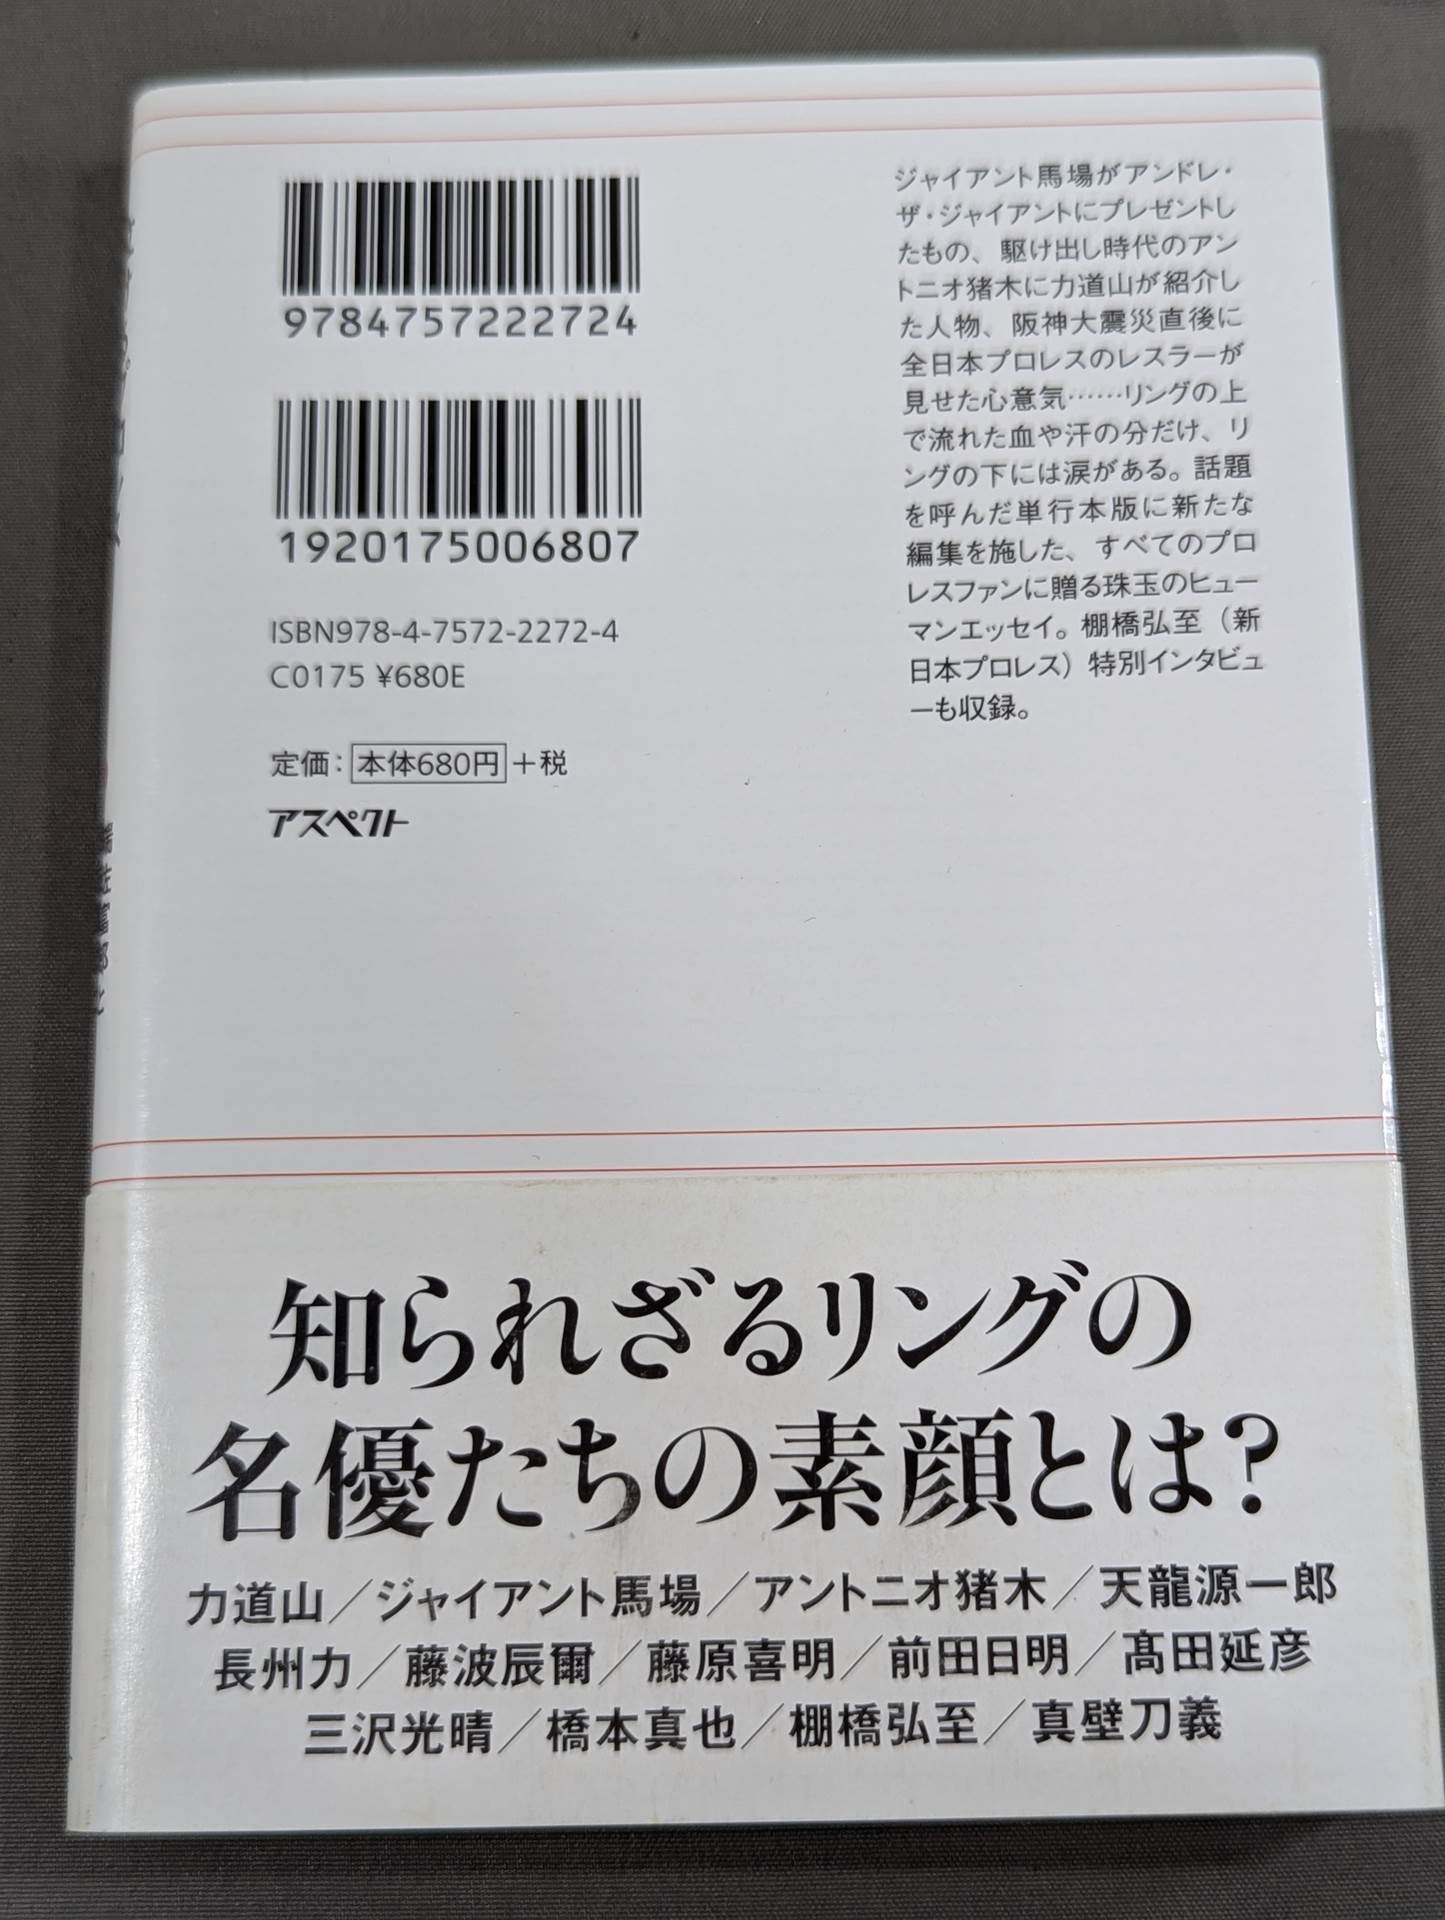 9784757222724
1920175006807
ISBN978-4-7572-2272-4
C0175 ¥680E
定価：本体680円＋税
アスペクト
ジャイアント馬場がアンドレ・
ザ・ジャイアントにプレゼントし
たもの、駆け出し時代のアン
トニオ猪木に力道山が紹介し
た人物、阪神大震災直後に
全日本プロレスのレスラーが
見せた心意気……リングの上
で流れた血や汗の分だけ、リ
ングの下には涙がある。話題
を呼んだ単行本版に新たな
編集を施した、すべてのプロ
レスファンに贈る珠玉のヒュー
マンエッセイ。棚橋弘至（新
日本プロレス）特別インタビュ
ーも収録。
知られざるリングの
名優たちの素顔とは?
力道山／ジャイアント馬場／アントニオ猪木／天龍源一郎
長州力／藤波辰爾／藤原喜明／前田日明／髙田延彦
三沢光晴／橋本真也／棚橋弘至／真壁刀義